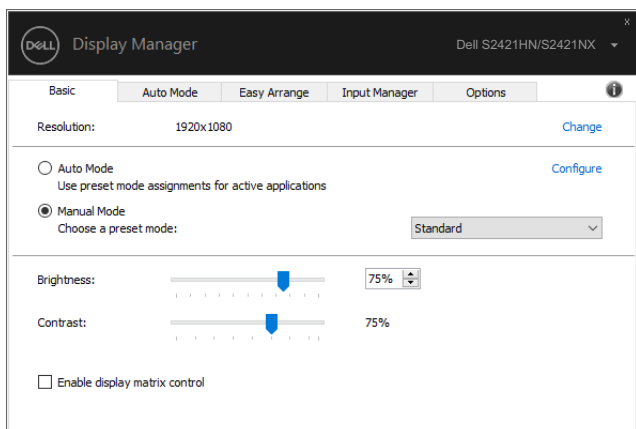 DELL Display Manager Dell S2421HN/S2421NX
x
Basic Auto Mode Easy Arrange Input Manager Options
Resolution: 1920x1080 Change
Auto Mode Configure
Use preset mode assignments for active applications
Manual Mode
Choose a preset mode: Standard
Brightness: 75%
Contrast: 75%
Enable display matrix control